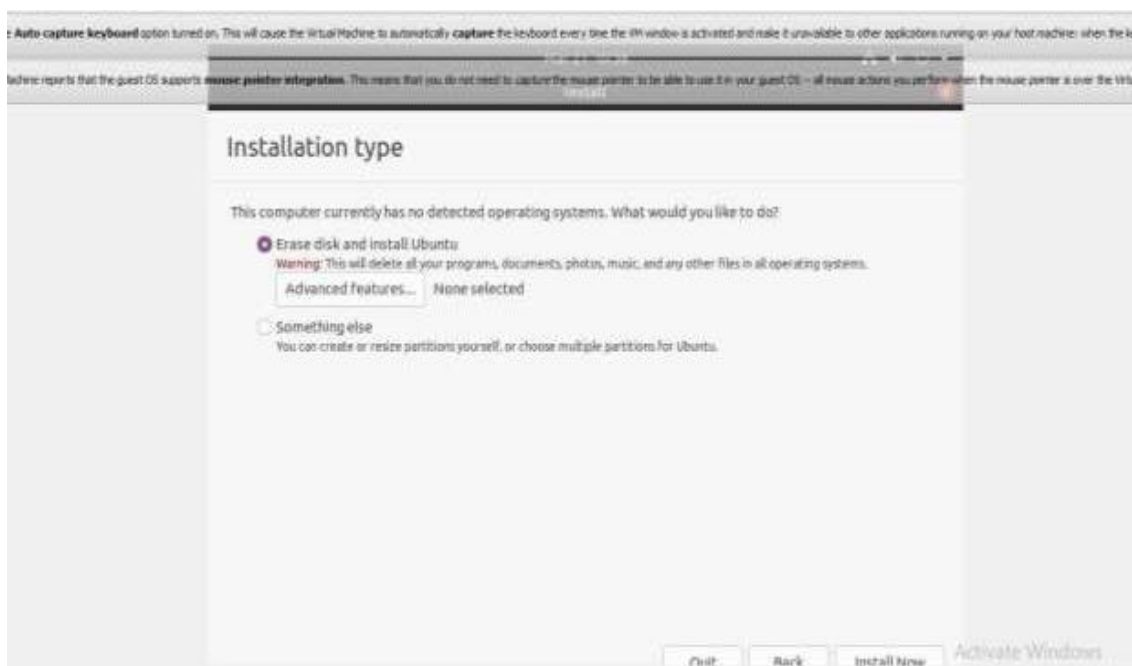 Auto capture keyboard option turned on. This will cause the Virtual Machine to automatically capture the keyboard every time the VM window is activated and make it unavailable to other applications running on your host machine: when the
Machine reports that the guest OS supports mouse pointer integration. This means that you do not need to capture the mouse pointer to be able to use it in your guest OS -- all mouse actions you perform when the mouse pointer is over the
Install
Installation type
This computer currently has no detected operating systems. What would you like to do?
Erase disk and install Ubuntu
Warning: This will delete all your programs, documents, photos, music, and any other files in all operating systems.
Advanced features... None selected
Something else
You can create or resize partitions yourself, or choose multiple partitions for Ubuntu.
Quit Back Install Now Activate Windows